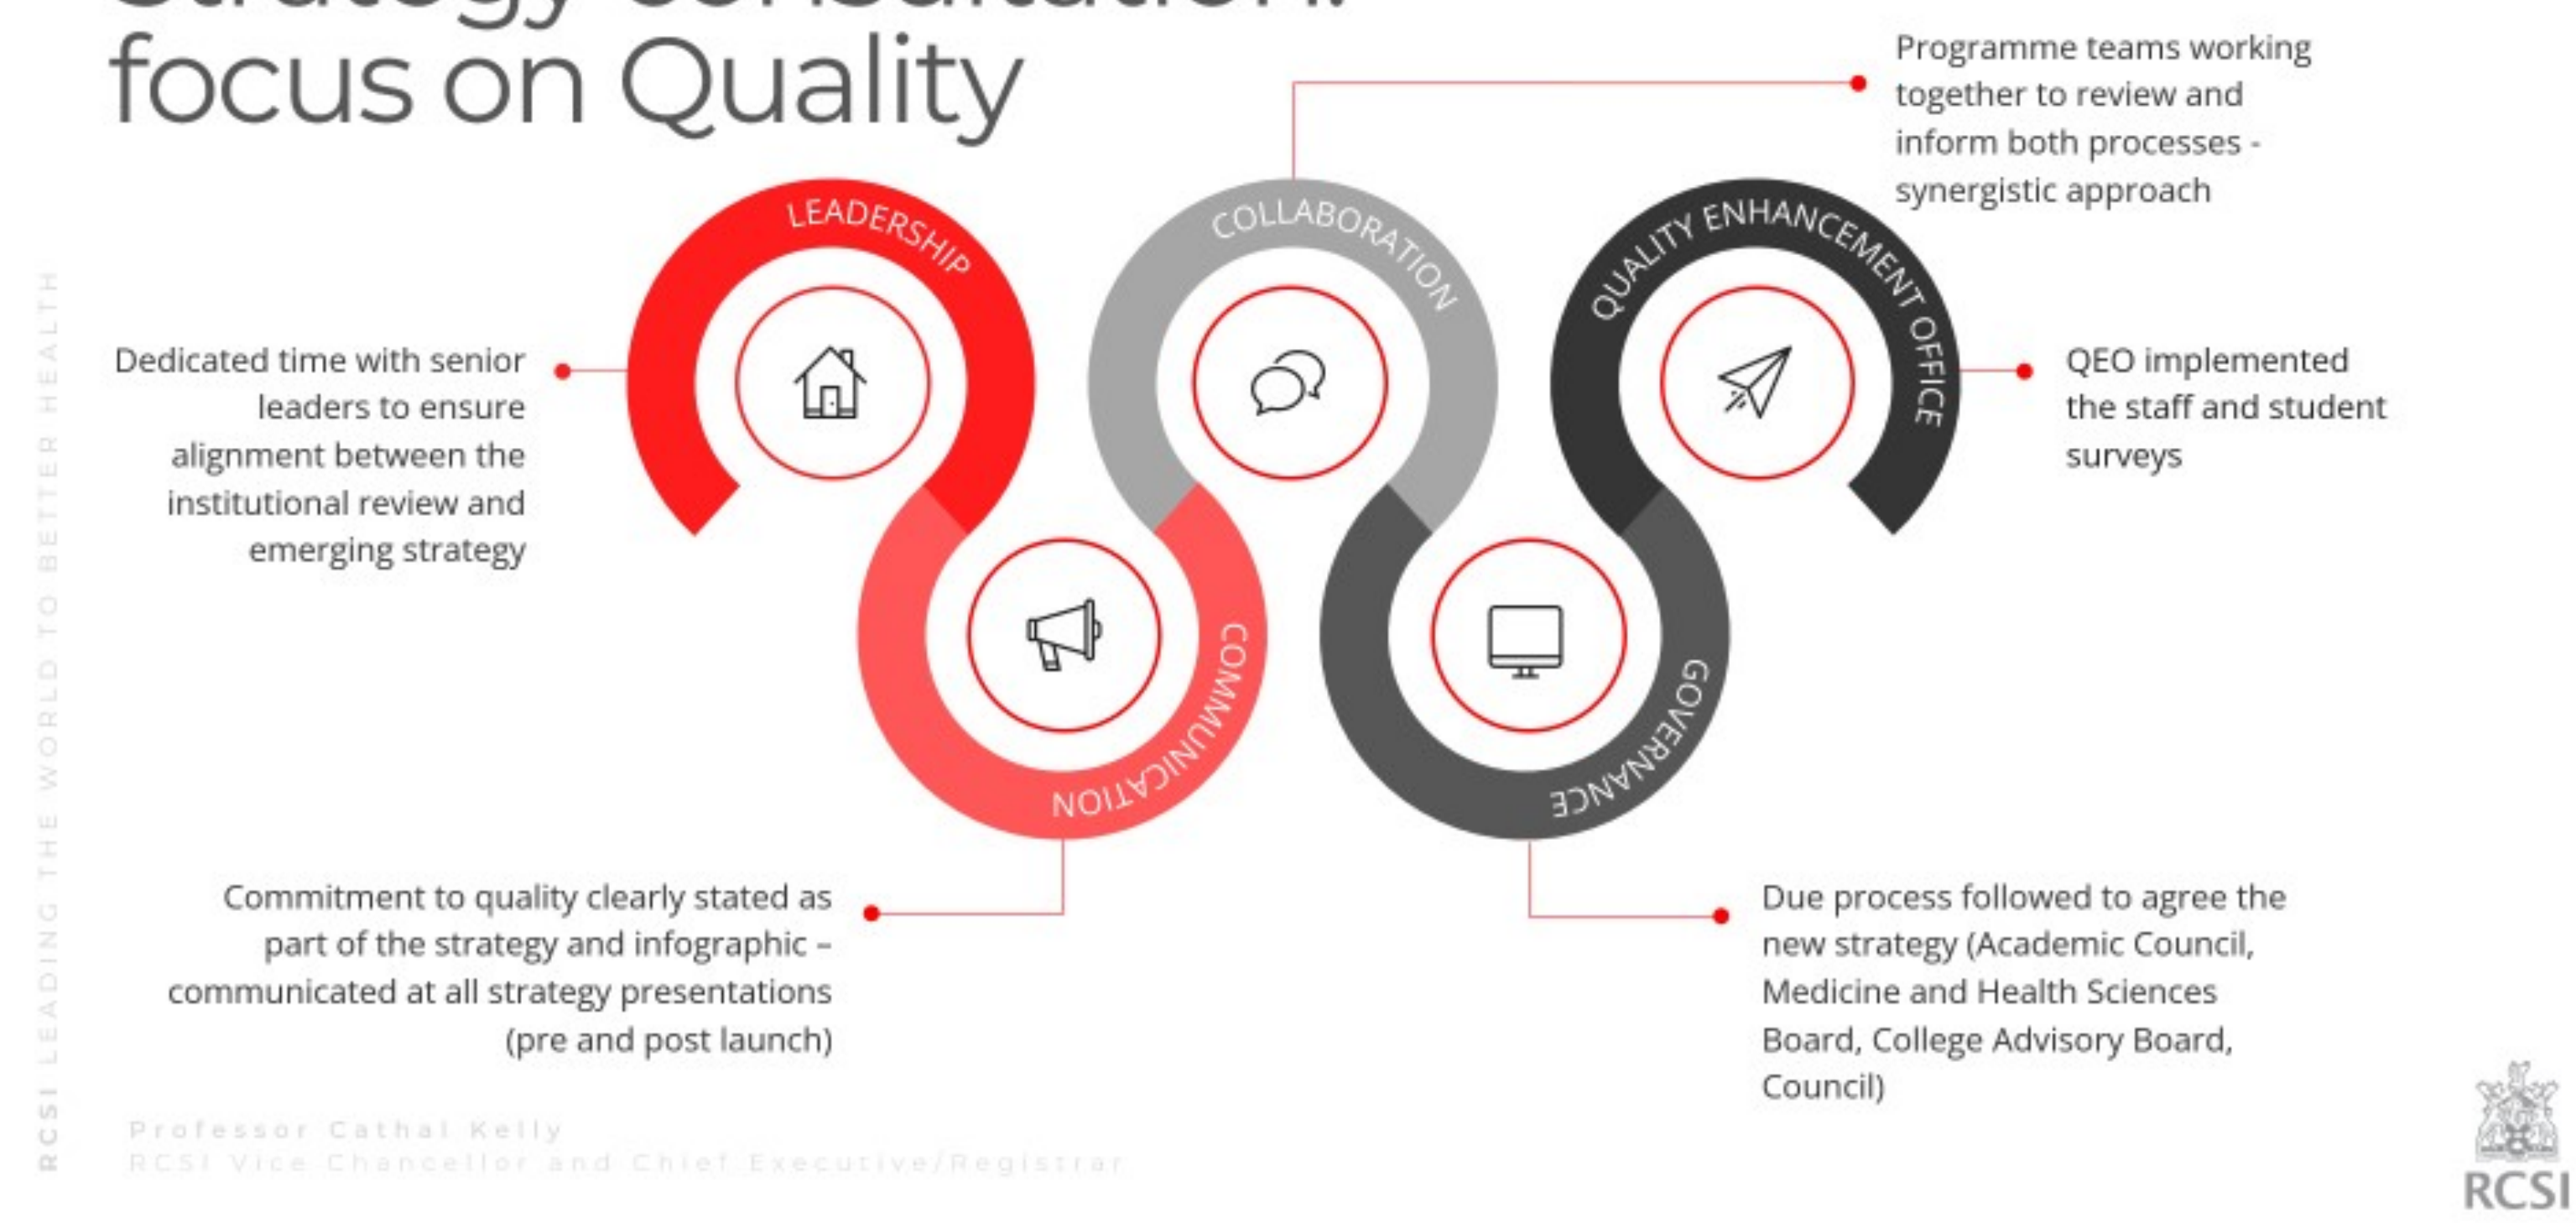 Strategy consultation:
focus on Quality
Programme teams working
together to review and
inform both processes -
synergistic approach
LEADERSHIP
COLLABORATION
QUALITY ENHANCEMENT OFFICE
Dedicated time with senior
leaders to ensure
alignment between the
institutional review and
emerging strategy
QEO implemented
the staff and student
surveys
COMMUNICATION
GOVERNANCE
Commitment to quality clearly stated as
part of the strategy and infographic –
communicated at all strategy presentations
(pre and post launch)
Due process followed to agree the
new strategy (Academic Council,
Medicine and Health Sciences
Board, College Advisory Board,
Council)
RCSI LEADING THE WORLD TO BETTER HEALTH
Professor Cathal Kelly
RCSI Vice Chancellor and Chief Executive/Registrar
RCSI